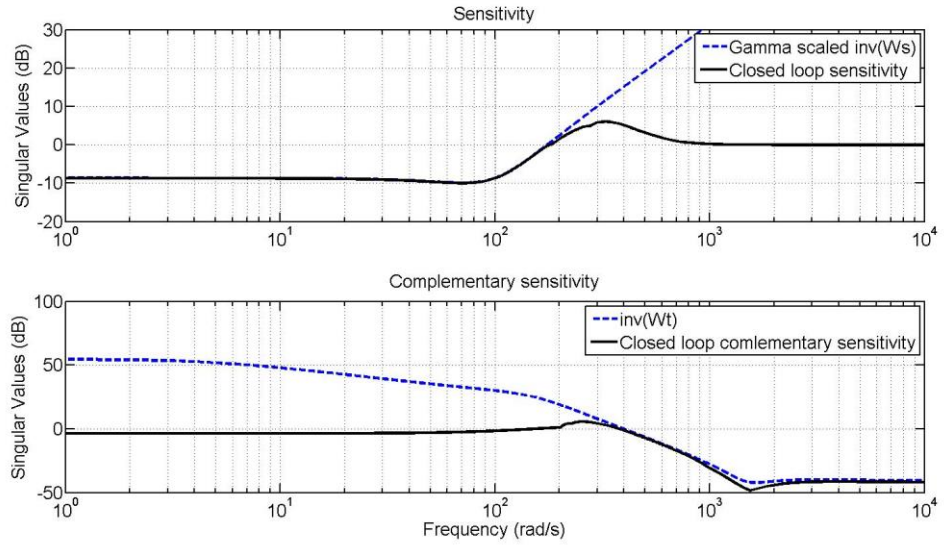 Sensitivity
Singular Values (dB)
30
20
10
0
-10
-20
Gamma scaled inv(Ws)
Closed loop sensitivity
10^0
10^1
10^2
10^3
10^4
Complementary sensitivity
Singular Values (dB)
100
50
0
-50
inv(Wt)
Closed loop comlementary sensitivity
10^0
10^1
10^2
10^3
10^4
Frequency (rad/s)